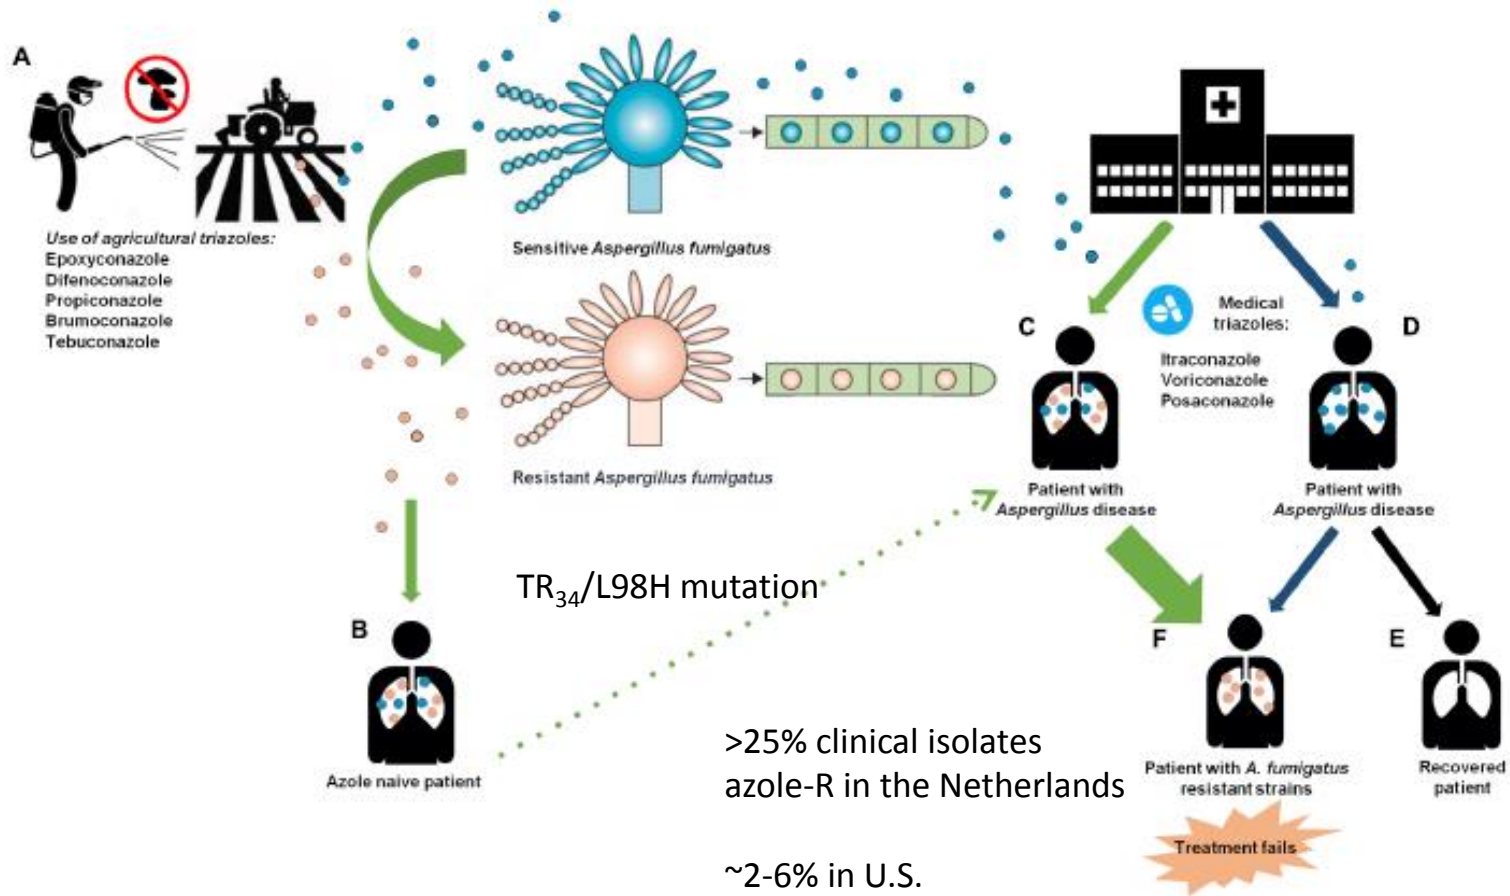 A
Use of agricultural triazoles:
Epoxyconazole
Difenoconazole
Propiconazole
Brumoconazole
Tebuconazole
Sensitive Aspergillus fumigatus
Resistant Aspergillus fumigatus
C
Medical
triazoles:
Itraconazole
Voriconazole
Posaconazole
D
Patient with
Aspergillus disease
Patient with
Aspergillus disease
TR34/L98H mutation
B
Azole naive patient
>25% clinical isolates
azole-R in the Netherlands
~2-6% in U.S.
F
Patient with A. fumigatus
resistant strains
Treatment fails
E
Recovered
patient